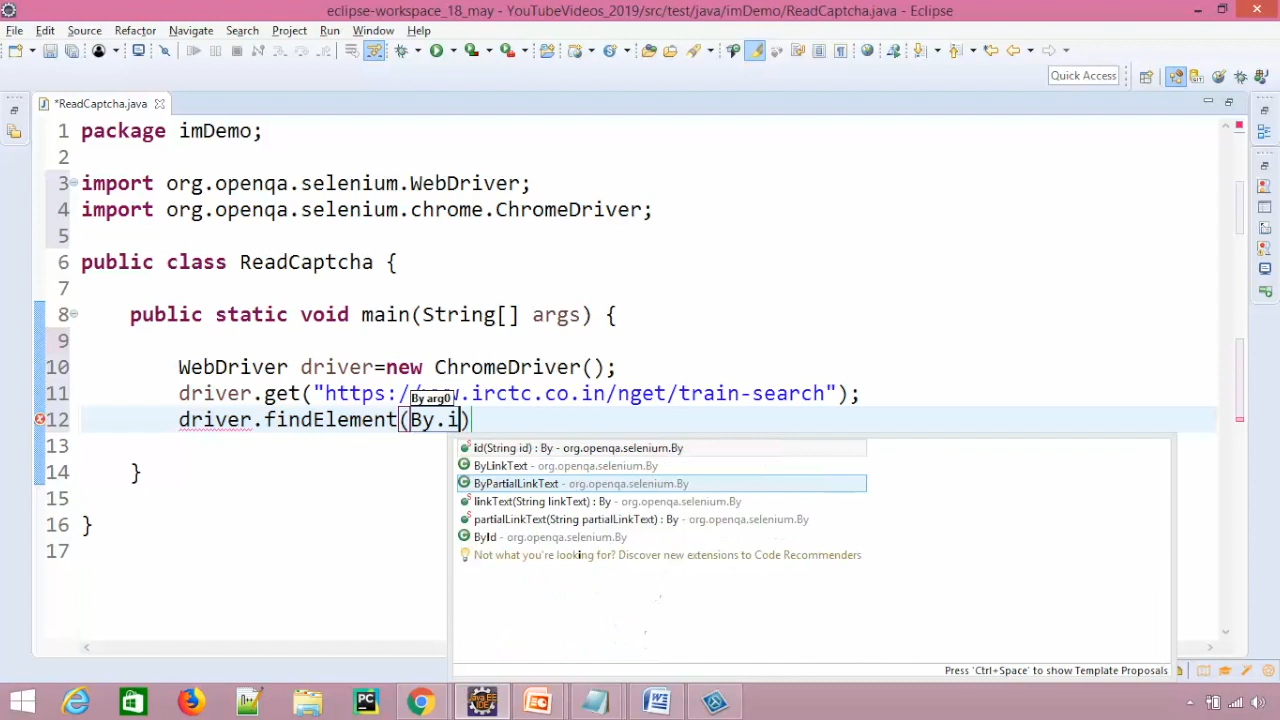 eclipse-workspace_18_may - YouTubeVideos_2019/src/test/java/imDemo/ReadCaptcha.java - Eclipse
File Edit Source Refactor Navigate Search Project Run Window Help
Quick Access
*ReadCaptcha.java
1 package imDemo;
2
3 import org.openqa.selenium.WebDriver;
4 import org.openqa.selenium.chrome.ChromeDriver;
5
6 public class ReadCaptcha {
7
8 public static void main(String[] args) {
9
10 WebDriver driver=new ChromeDriver();
11 driver.get("https:/ .irctc.co.in/nget/train-search");
By arg0
12 driver.findElement(By.i)
13
14 }
15
16 }
17
id(String id) : By - org.openqa.selenium.By
ByLinkText - org.openqa.selenium.By
ByPartialLinkText - org.openqa.selenium.By
linkText(String linkText) : By - org.openqa.selenium.By
partialLinkText(String partialLinkText) : By - org.openqa.selenium.By
ById - org.openqa.selenium.By
Not what you're looking for? Discover new extensions to Code Recommenders
Press 'Ctrl+Space' to show Template Proposals